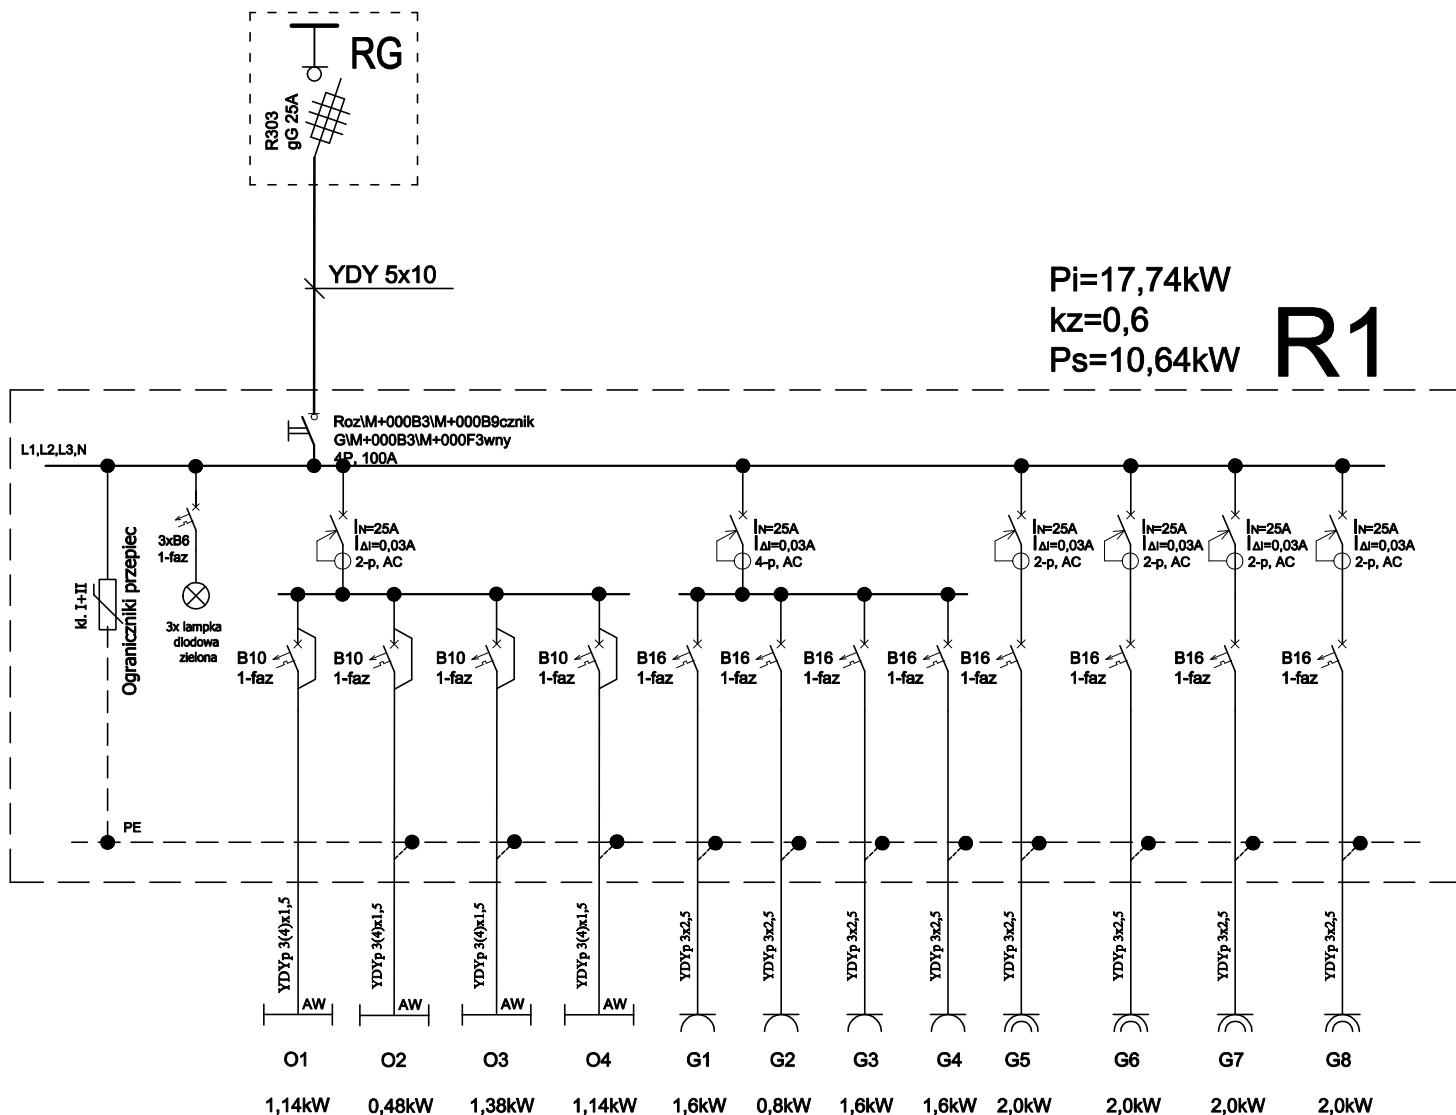 RG
R303
gG 25A
YDY 5x10
Pi=17,74kW
kz=0,6
Ps=10,64kW
R1
Roz\M+000B3\M+000B9cznik
G\M+000B3\M+000F3wny
4P, 100A
L1,L2,L3,N
IN=25A
IΔI=0,03A
2-p, AC
IN=25A
IΔI=0,03A
4-p, AC
IN=25A
IΔI=0,03A
2-p, AC
IN=25A
IΔI=0,03A
2-p, AC
IN=25A
IΔI=0,03A
2-p, AC
IN=25A
IΔI=0,03A
2-p, AC
3xB6
1-faz
3x lampka
diodowa
zielona
kl. I+II
Ograniczniki przepiec
B10
1-faz
B10
1-faz
B10
1-faz
B10
1-faz
B16
1-faz
B16
1-faz
B16
1-faz
B16
1-faz
B16
1-faz
B16
1-faz
B16
1-faz
B16
1-faz
PE
YDYp 3(4)x1,5
YDYp 3(4)x1,5
YDYp 3(4)x1,5
YDYp 3(4)x1,5
YDYp 3x2,5
YDYp 3x2,5
YDYp 3x2,5
YDYp 3x2,5
YDYp 3x2,5
YDYp 3x2,5
YDYp 3x2,5
YDYp 3x2,5
AW AW AW AW
O1 O2 O3 O4 G1 G2 G3 G4 G5 G6 G7 G8
1,14kW 0,48kW 1,38kW 1,14kW 1,6kW 0,8kW 1,6kW 1,6kW 2,0kW 2,0kW 2,0kW 2,0kW